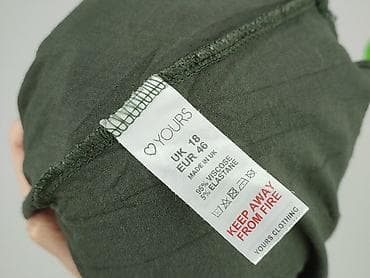 ♡ YOURS
UK 18
EUR 46
MADE IN UK
95% VISCOSE
5% ELASTANE
KEEP AWAY
FROM FIRE
YOURS CLOTHING